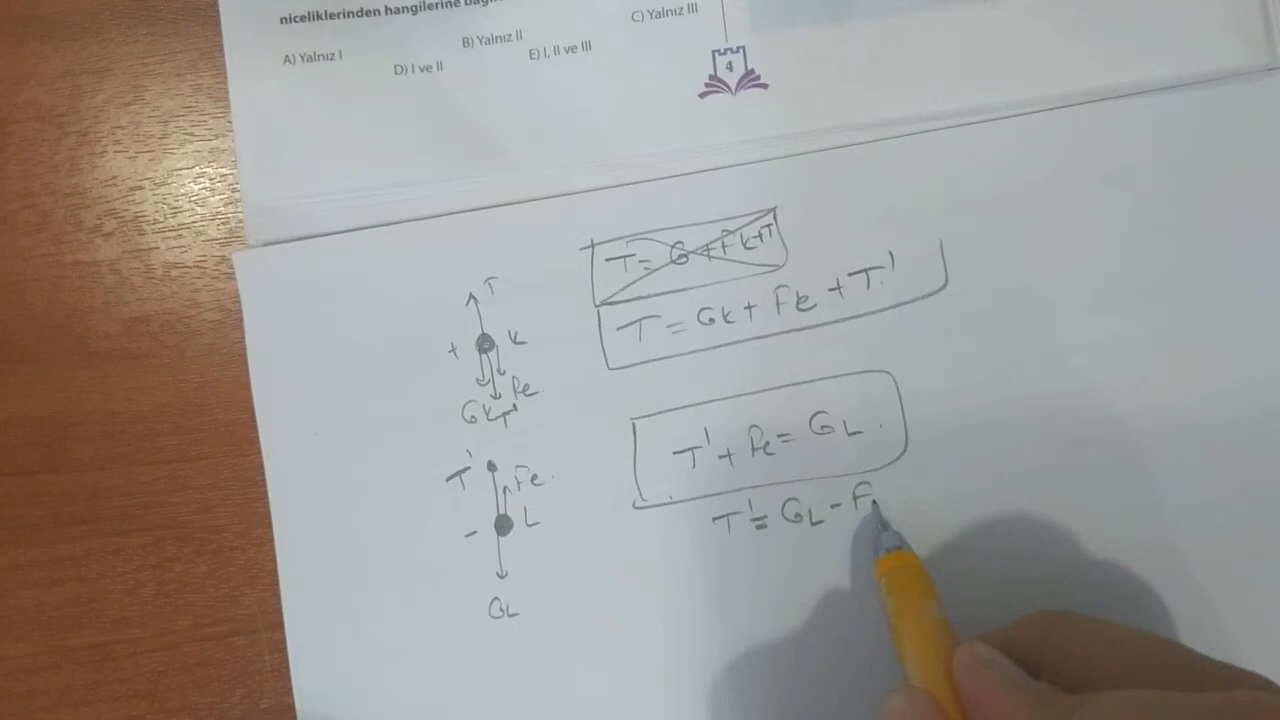 niceliklerinden hangilerine
A) Yalnız I
B) Yalnız II
C) Yalnız III
D) I ve II
E) I, II ve III
4
T = G + Fk + T
T = Gk + Fe + T'
T
+
K
Fe
Gk T'
T' + Fe = GL
T' = GL - F
T'
Fe
L
-
GL